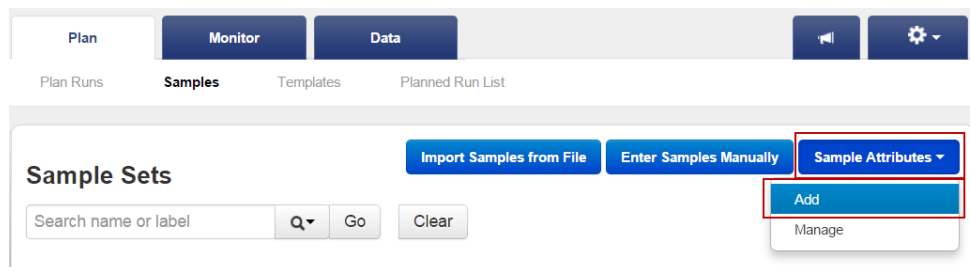 Plan Monitor Data
Plan Runs Samples Templates Planned Run List
Import Samples from File Enter Samples Manually Sample Attributes
Sample Sets
Add
Search name or label Go Clear
Manage